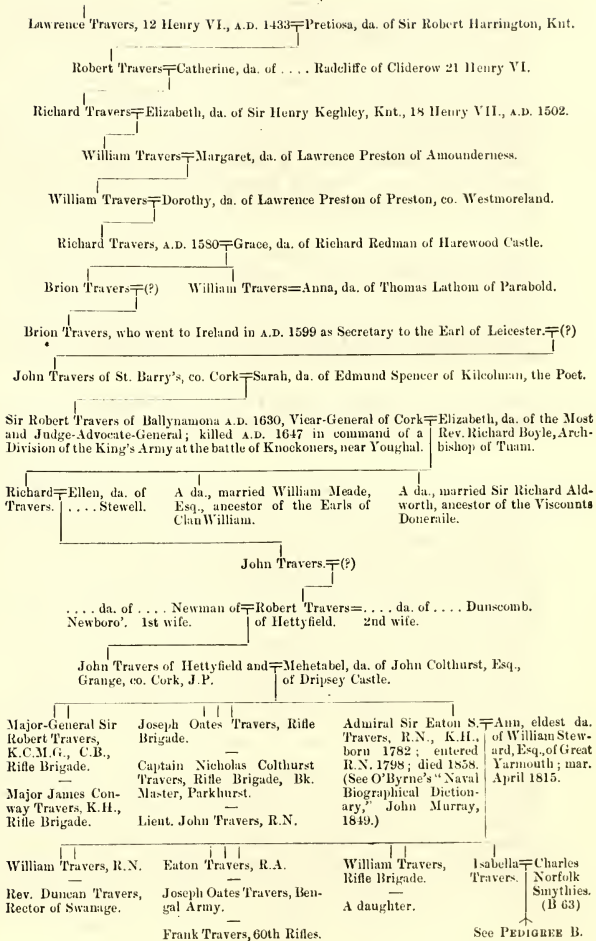 Lawrence Travers, 12 Henry VI., A.D. 1433=Pretiosa, da. of Sir Robert Harrington, Knt.
Robert Travers=Catherine, da. of . . . . Radcliffe of Cliderow 21 Henry VI.
Richard Travers=Elizabeth, da. of Sir Henry Keghley, Knt., 18 Henry VII., A.D. 1502.
William Travers=Margaret, da. of Lawrence Preston of Amounderness.
William Travers=Dorothy, da. of Lawrence Preston of Preston, co. Westmoreland.
Richard Travers, A.D. 1580=Grace, da. of Richard Redman of Harewood Castle.
Brion Travers=(?) William Travers=Anna, da. of Thomas Lathom of Parabold.
Brion Travers, who went to Ireland in A.D. 1599 as Secretary to the Earl of Leicester.=(?)
John Travers of St. Barry's, co. Cork=Sarah, da. of Edmund Spencer of Kilcolman, the Poet.
Sir Robert Travers of Ballynamona A.D. 1630, Vicar-General of Cork=
and Judge-Advocate-General; killed A.D. 1647 in command of a
Division of the King's Army at the battle of Knockoners, near Youghal.
Elizabeth, da. of the Most
Rev. Richard Boyle, Arch-
bishop of Tuam.
Richard=Ellen, da. of
Travers. . . . . Stewell.
A da., married William Meade,
Esq., ancestor of the Earls of
ClanWilliam.
A da., married Sir Richard Ald-
worth, ancestor of the Viscounts
Doneraile.
John Travers.=(?)
. . . . da. of . . . . Newman of=Robert Travers=. . . . da. of . . . . Dunscomb.
Newboro'. 1st wife. of Hettyfield. 2nd wife.
John Travers of Hettyfield and=Mehetabel, da. of John Colthurst, Esq.,
Grange, co. Cork, J.P. of Dripsey Castle.
Major-General Sir
Robert Travers,
K.C.M.G., C.B.,
Rifle Brigade.
—
Major James Con-
way Travers, K.H.,
Rifle Brigade.
Joseph Oates Travers, Rifle
Brigade.
—
Captain Nicholas Colthurst
Travers, Rifle Brigade, Bk.
Master, Parkhurst.
—
Lieut. John Travers, R.N.
Admiral Sir Eaton S.=
Travers, R.N., K.H.,
born 1782; entered
R.N. 1798; died 1858.
(See O'Byrne's "Naval
Biographical Diction-
ary," John Murray,
1849.)
Ann, eldest da.
of William Stew-
ard, Esq., of Great
Yarmouth; mar.
April 1815.
William Travers, R.N.
—
Rev. Duncan Travers,
Rector of Swanage.
Eaton Travers, R.A.
—
Joseph Oates Travers, Ben-
gal Army.
—
Frank Travers, 60th Rifles.
William Travers,
Rifle Brigade.
—
A daughter.
Isabella=Charles
Travers. Norfolk
Smythies.
(B 63)
See PEDIGREE B.